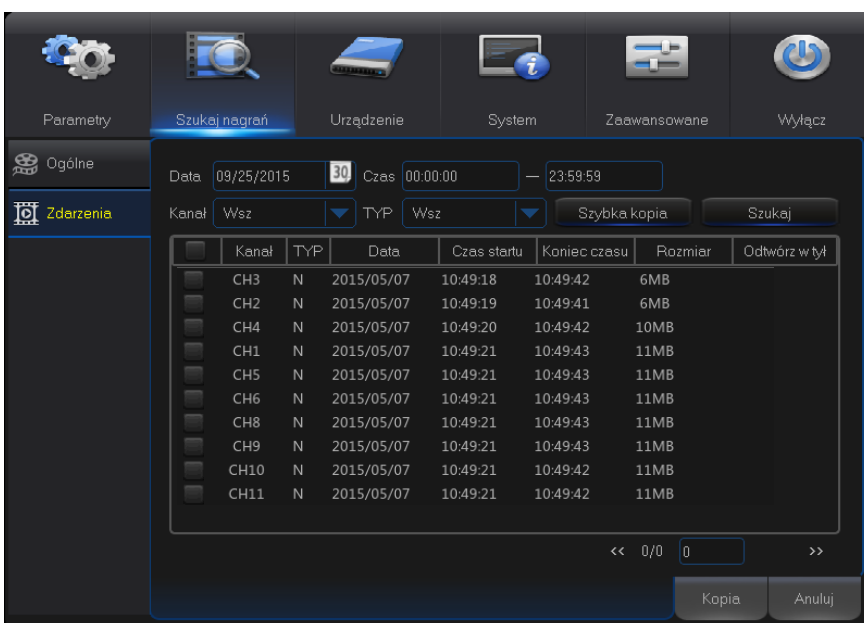 Parametry Szukaj nagrań Urządzenie System Zaawansowane Wyłącz
Ogólne
Zdarzenia
Data 09/25/2015 30 Czas 00:00:00 — 23:59:59
Kanał Wsz TYP Wsz Szybka kopia Szukaj
Kanał TYP Data Czas startu Koniec czasu Rozmiar Odtwórz w tył
CH3 N 2015/05/07 10:49:18 10:49:42 6MB
CH2 N 2015/05/07 10:49:19 10:49:41 6MB
CH4 N 2015/05/07 10:49:20 10:49:42 10MB
CH1 N 2015/05/07 10:49:21 10:49:43 11MB
CH5 N 2015/05/07 10:49:21 10:49:43 11MB
CH6 N 2015/05/07 10:49:21 10:49:43 11MB
CH8 N 2015/05/07 10:49:21 10:49:43 11MB
CH9 N 2015/05/07 10:49:21 10:49:43 11MB
CH10 N 2015/05/07 10:49:21 10:49:42 11MB
CH11 N 2015/05/07 10:49:21 10:49:42 11MB
<< 0/0 0 >>
Kopia Anuluj